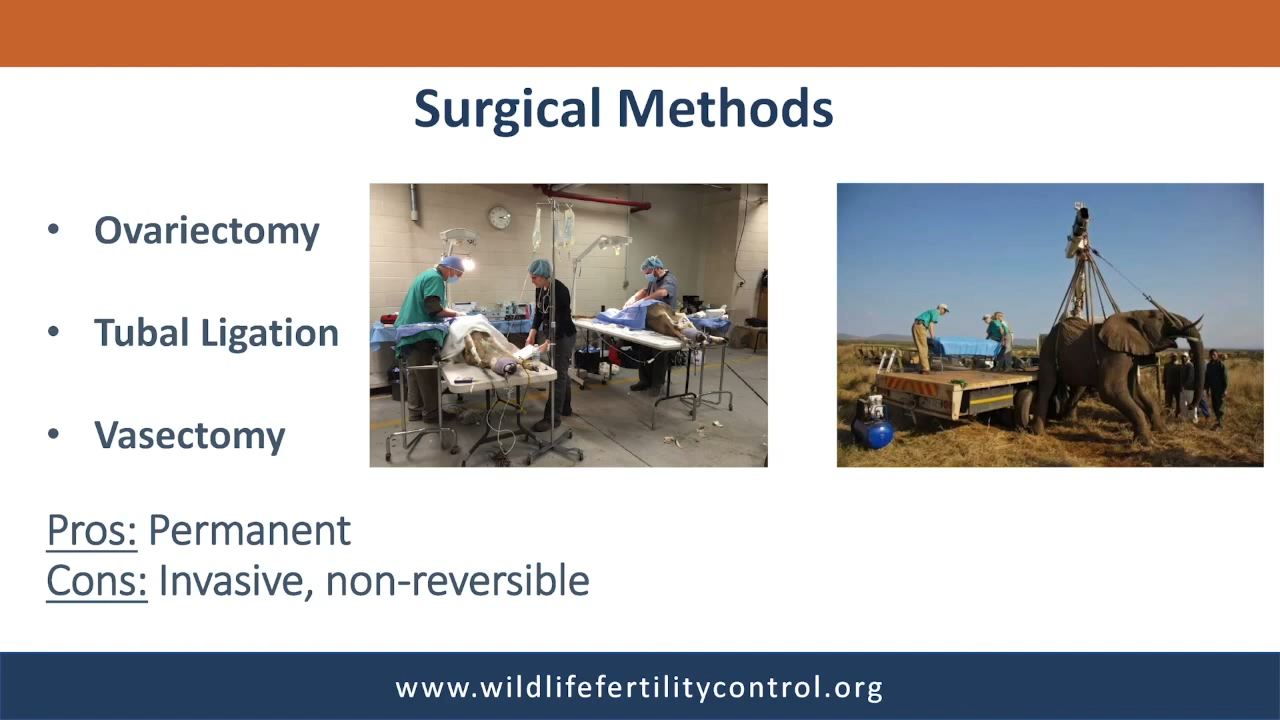 Surgical Methods
• Ovariectomy
• Tubal Ligation
• Vasectomy
Pros: Permanent
Cons: Invasive, non-reversible
www.wildlifefertilitycontrol.org